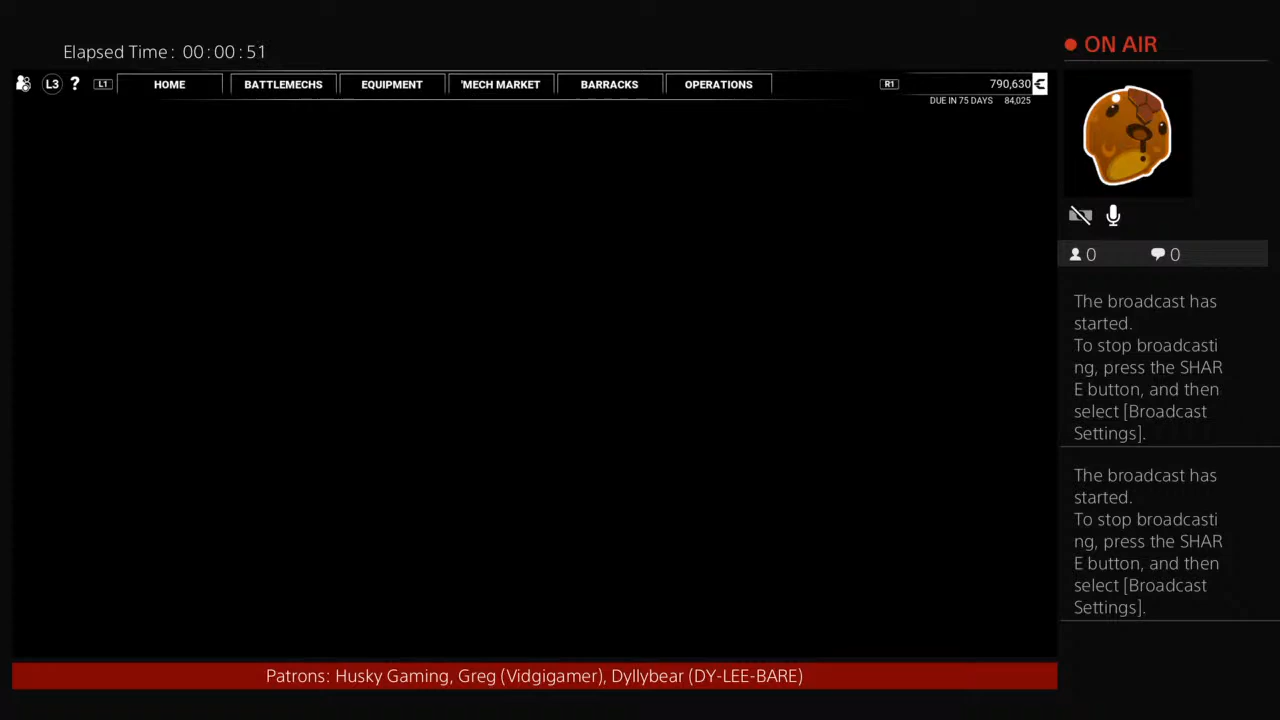 Elapsed Time: 00:00:51
ON AIR
L3 ? L1 HOME BATTLEMECHS EQUIPMENT 'MECH MARKET BARRACKS OPERATIONS R1 790,630 €
DUE IN 75 DAYS 84,025
0 0
The broadcast has
started.
To stop broadcasti
ng, press the SHAR
E button, and then
select [Broadcast
Settings].
The broadcast has
started.
To stop broadcasti
ng, press the SHAR
E button, and then
select [Broadcast
Settings].
Patrons: Husky Gaming, Greg (Vidgigamer), Dyllybear (DY-LEE-BARE)